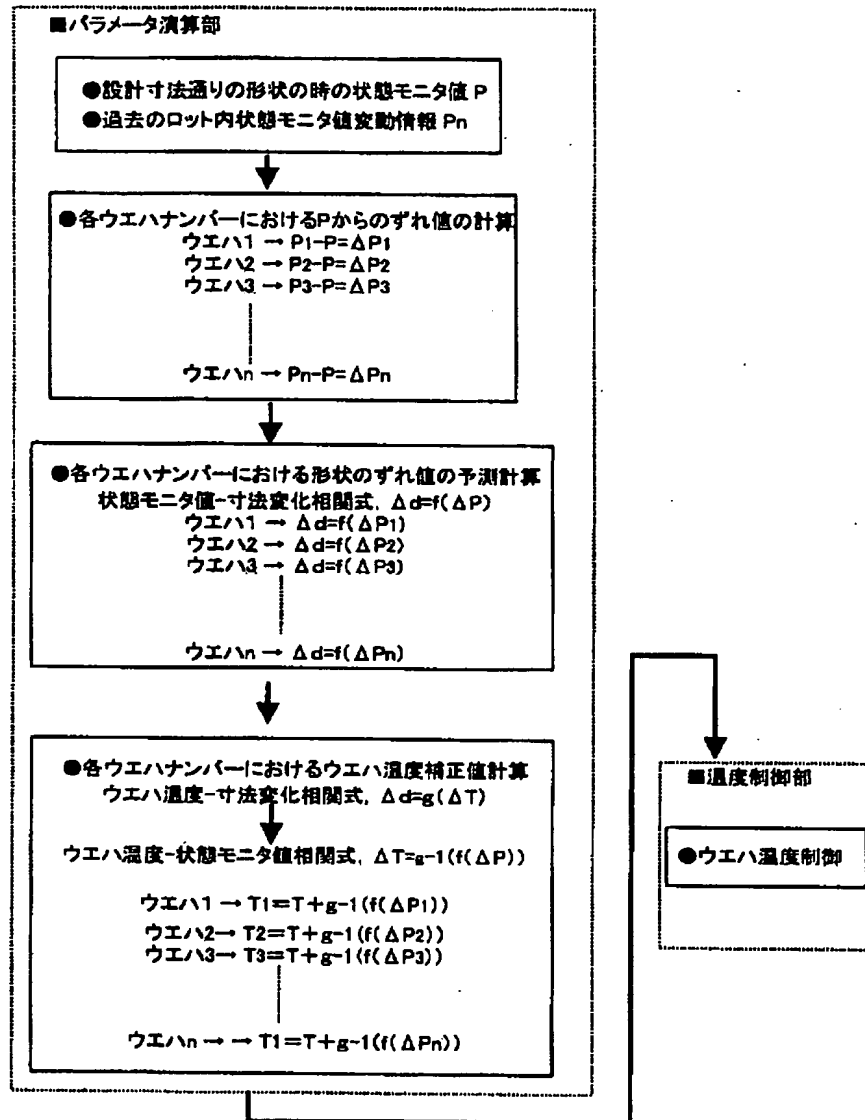 ■パラメータ演算部
●設計寸法通りの形状の時の状態モニタ値 P
●過去のロット内状態モニタ値変動情報 Pn
●各ウエハナンバーにおけるPからのずれ値の計算
ウエハ1 → P1-P=ΔP1
ウエハ2 → P2-P=ΔP2
ウエハ3 → P3-P=ΔP3
ウエハn → Pn-P=ΔPn
●各ウエハナンバーにおける形状のずれ値の予測計算
状態モニタ値-寸法変化相関式, Δd=f(ΔP)
ウエハ1 → Δd=f(ΔP1)
ウエハ2 → Δd=f(ΔP2)
ウエハ3 → Δd=f(ΔP3)
ウエハn → Δd=f(ΔPn)
●各ウエハナンバーにおけるウエハ温度補正値計算
ウエハ温度-寸法変化相関式, Δd=g(ΔT)
ウエハ温度-状態モニタ値相関式, ΔT=g-1(f(ΔP))
ウエハ1 → T1=T+g-1(f(ΔP1))
ウエハ2→ T2=T+g-1(f(ΔP2))
ウエハ3→ T3=T+g-1(f(ΔP3))
ウエハn → → T1=T+g-1(f(ΔPn))
■温度制御部
●ウエハ温度制御